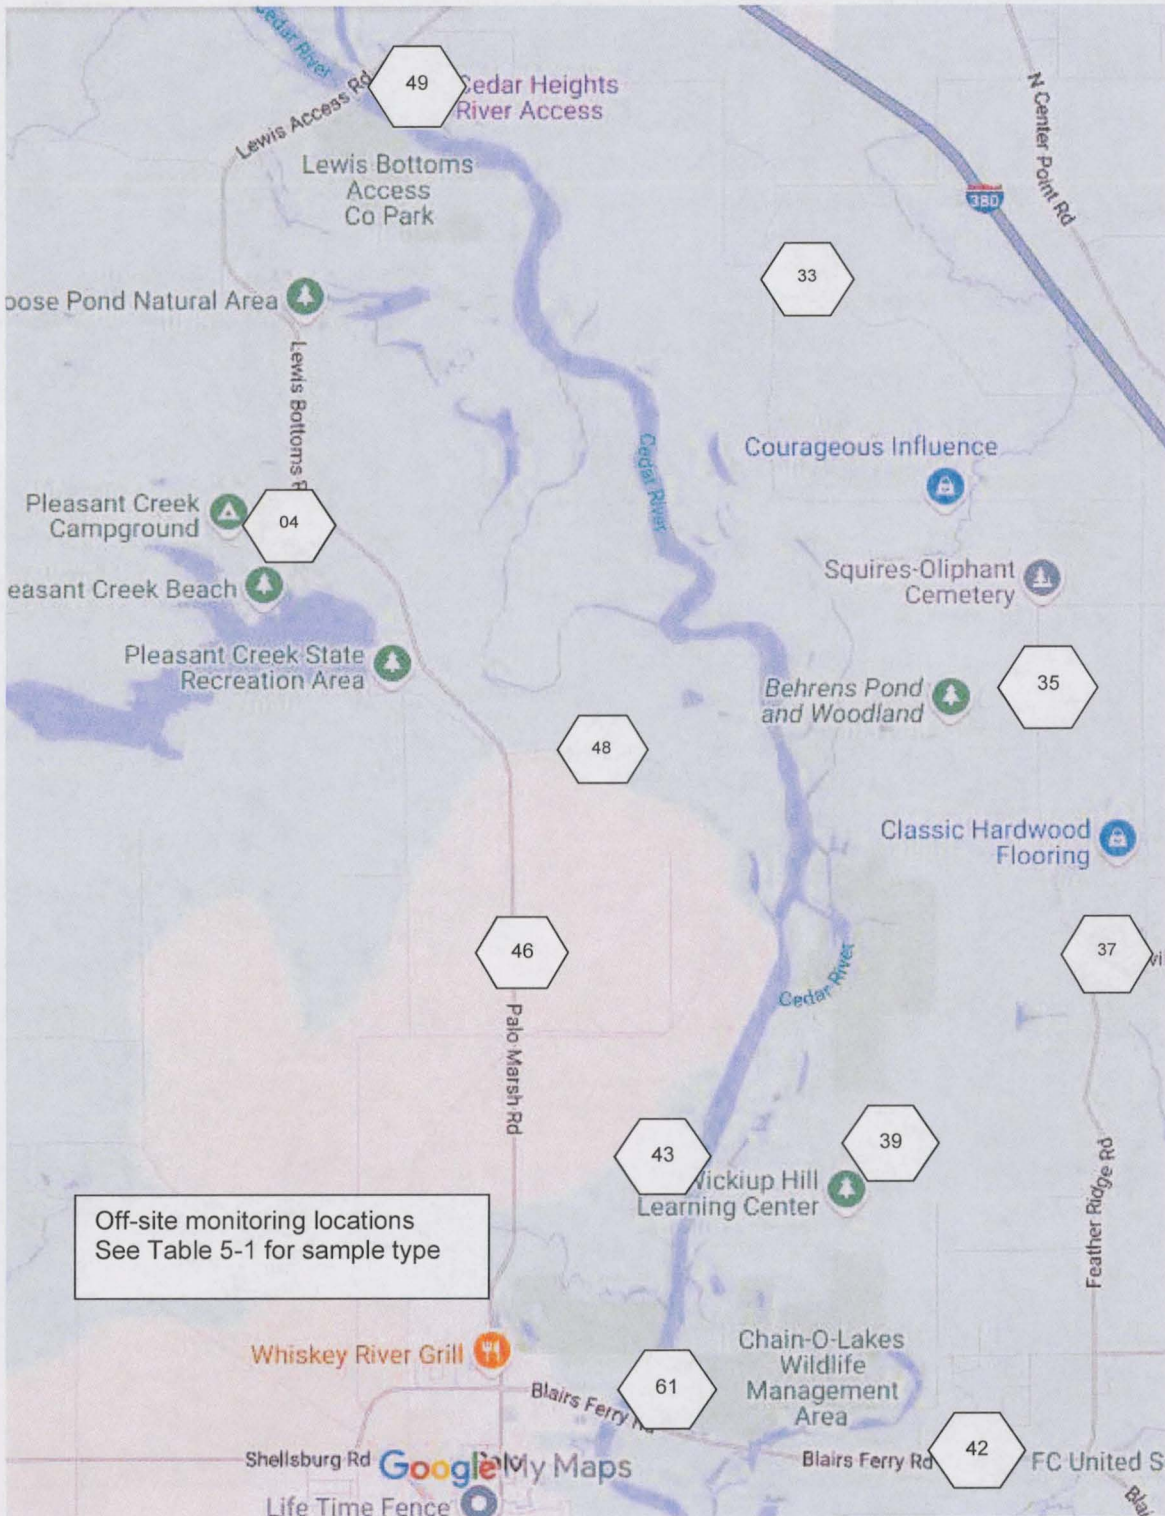 Cedar River
49
Cedar Heights
River Access
Lewis Access Rd
N Center Point Rd
Lewis Bottoms
Access
Co Park
380
33
oose Pond Natural Area
Lewis Bottoms
Cedar River
Courageous Influence
Pleasant Creek
Campground
04
easant Creek Beach
Squires-Oliphant
Cemetery
Pleasant Creek State
Recreation Area
35
Behrens Pond
and Woodland
48
Classic Hardwood
Flooring
46
37
Cedar River
Palo Marsh Rd
43
39
Wickiup Hill
Learning Center
Feather Ridge Rd
Off-site monitoring locations
See Table 5-1 for sample type
Whiskey River Grill
Chain-O-Lakes
Wildlife
Management
Area
61
Blairs Ferry
Shellsburg Rd
Google My Maps
Blairs Ferry Rd
42
FC United S
Life Time Fence
Blai